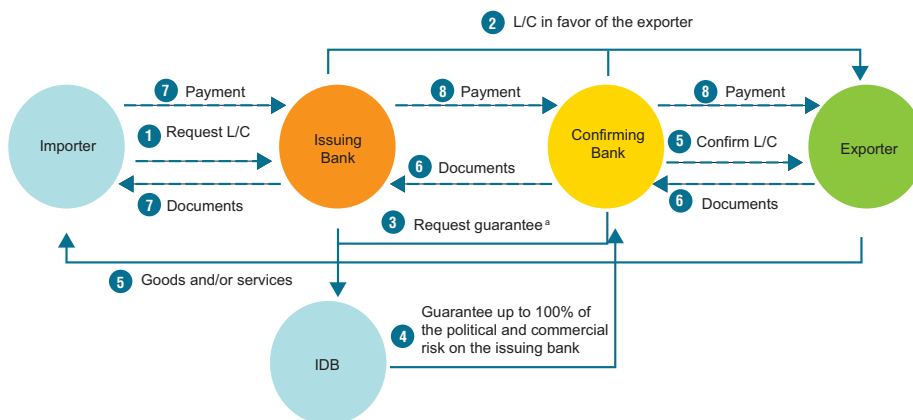 2 L/C in favor of the exporter
7 Payment
8 Payment
8 Payment
1 Request L/C
Importer
Issuing
Bank
Confirming
Bank
5 Confirm L/C
Exporter
6 Documents
7 Documents
6 Documents
3 Request guarantee a
5 Goods and/or services
4 Guarantee up to 100% of
the political and commercial
risk on the issuing bank
IDB